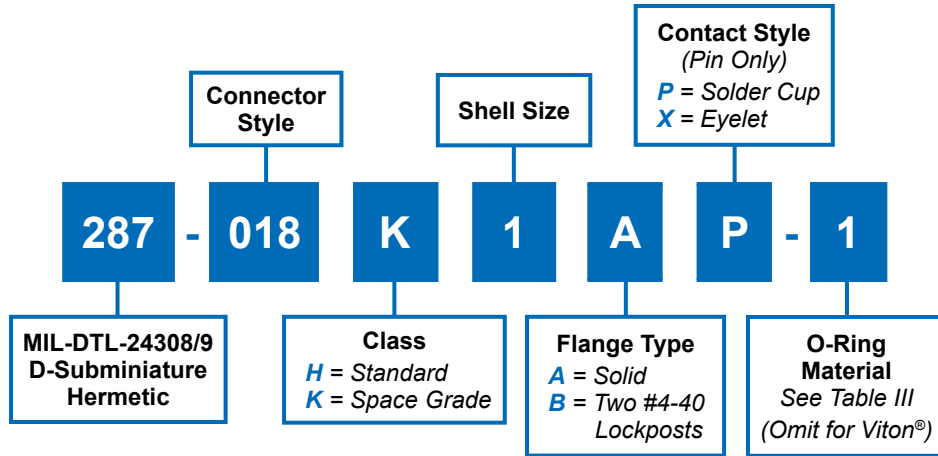 Contact Style
(Pin Only)
P = Solder Cup
X = Eyelet
Connector
Style
Shell Size
287 - 018 K 1 A P - 1
MIL-DTL-24308/9
D-Subminiature
Hermetic
Class
H = Standard
K = Space Grade
Flange Type
A = Solid
B = Two #4-40
Lockposts
O-Ring
Material
See Table III
(Omit for Viton®)